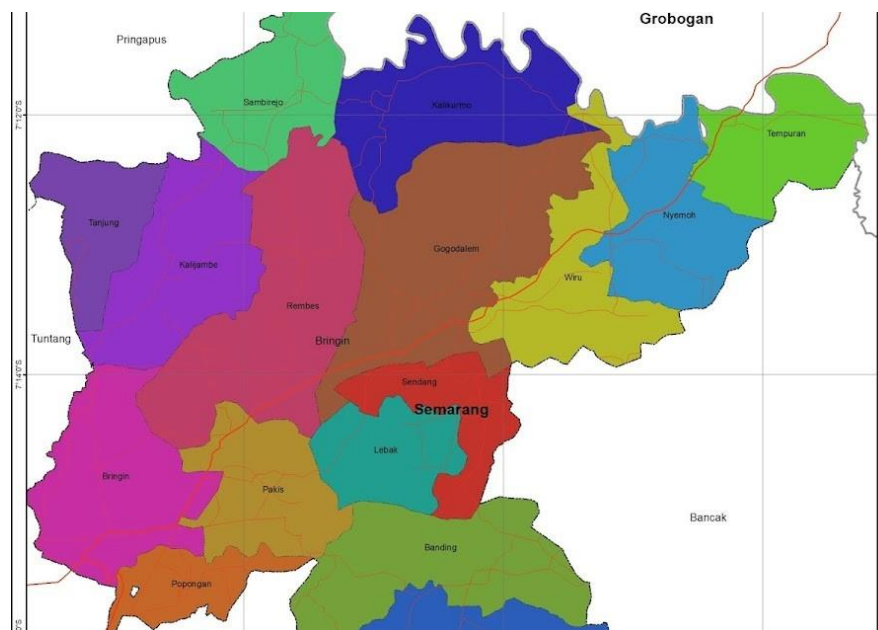 Grobogan
Pringapus
7°12'0"S
Sambirejo
Kalikurmo
Tempuran
Tanjung
Nyemoh
Gogodalem
Kalijambe
Wiru
Rembes
Tuntang
Bringin
7°14'0"S
Sendang
Semarang
Lebak
Bringin
Pakis
Bancak
Banding
Popongan